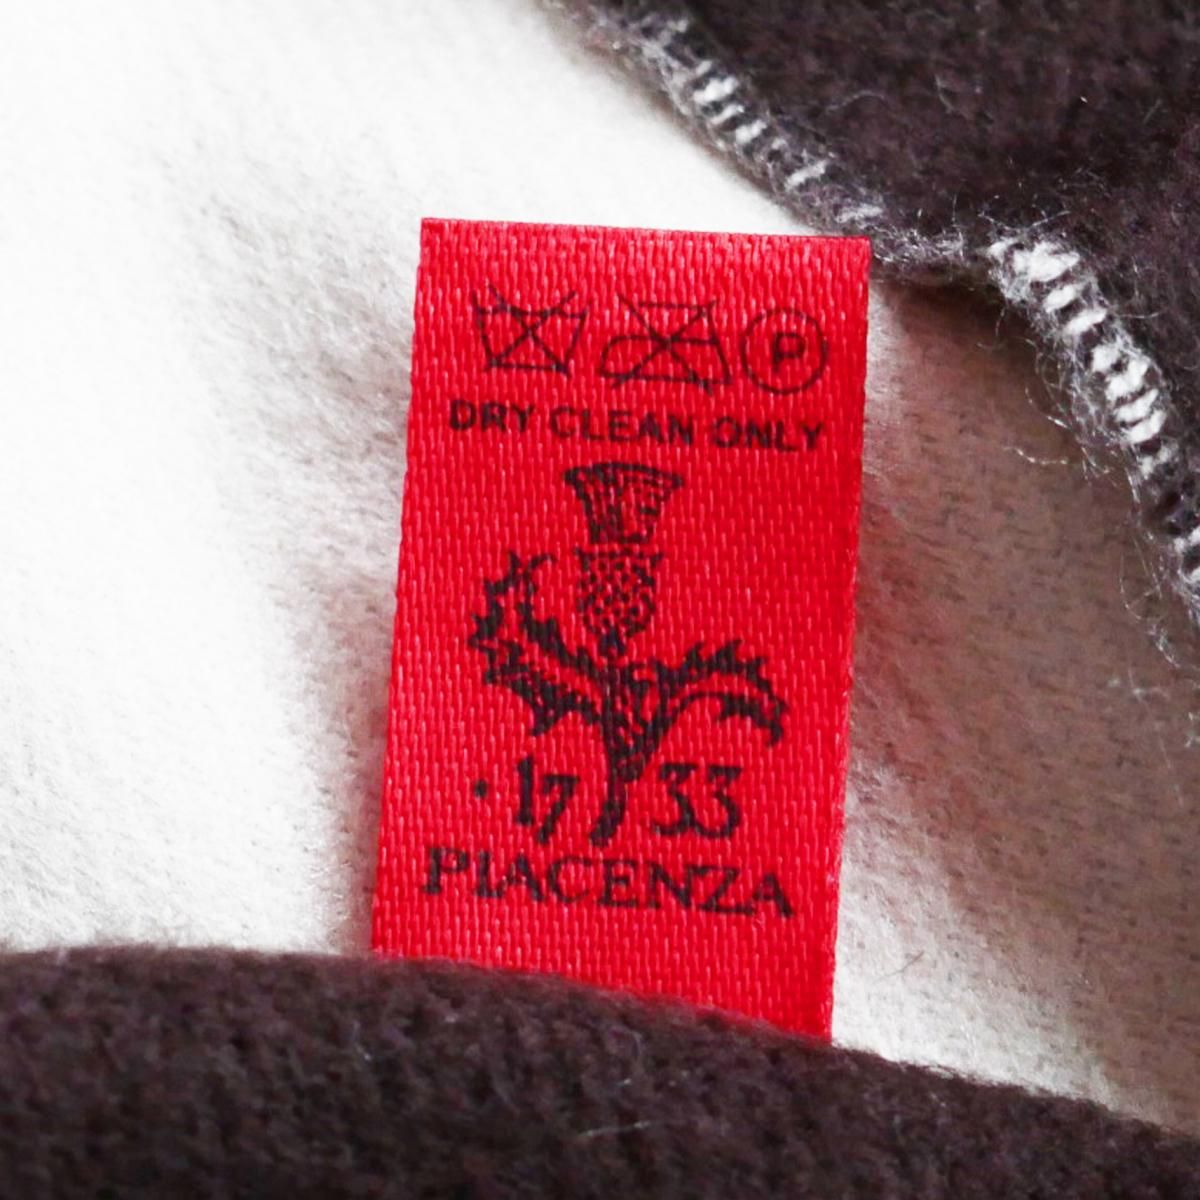 P
DRY CLEAN ONLY
·17 33
PIACENZA